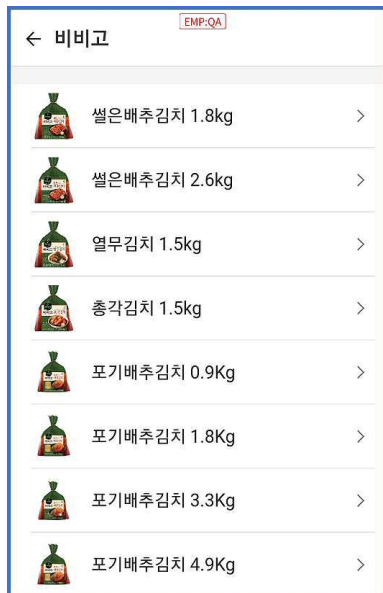 EMP:QA
← 비비고
썰은배추김치 1.8kg
썰은배추김치 2.6kg
열무김치 1.5kg
총각김치 1.5kg
포기배추김치 0.9Kg
포기배추김치 1.8Kg
포기배추김치 3.3Kg
포기배추김치 4.9Kg